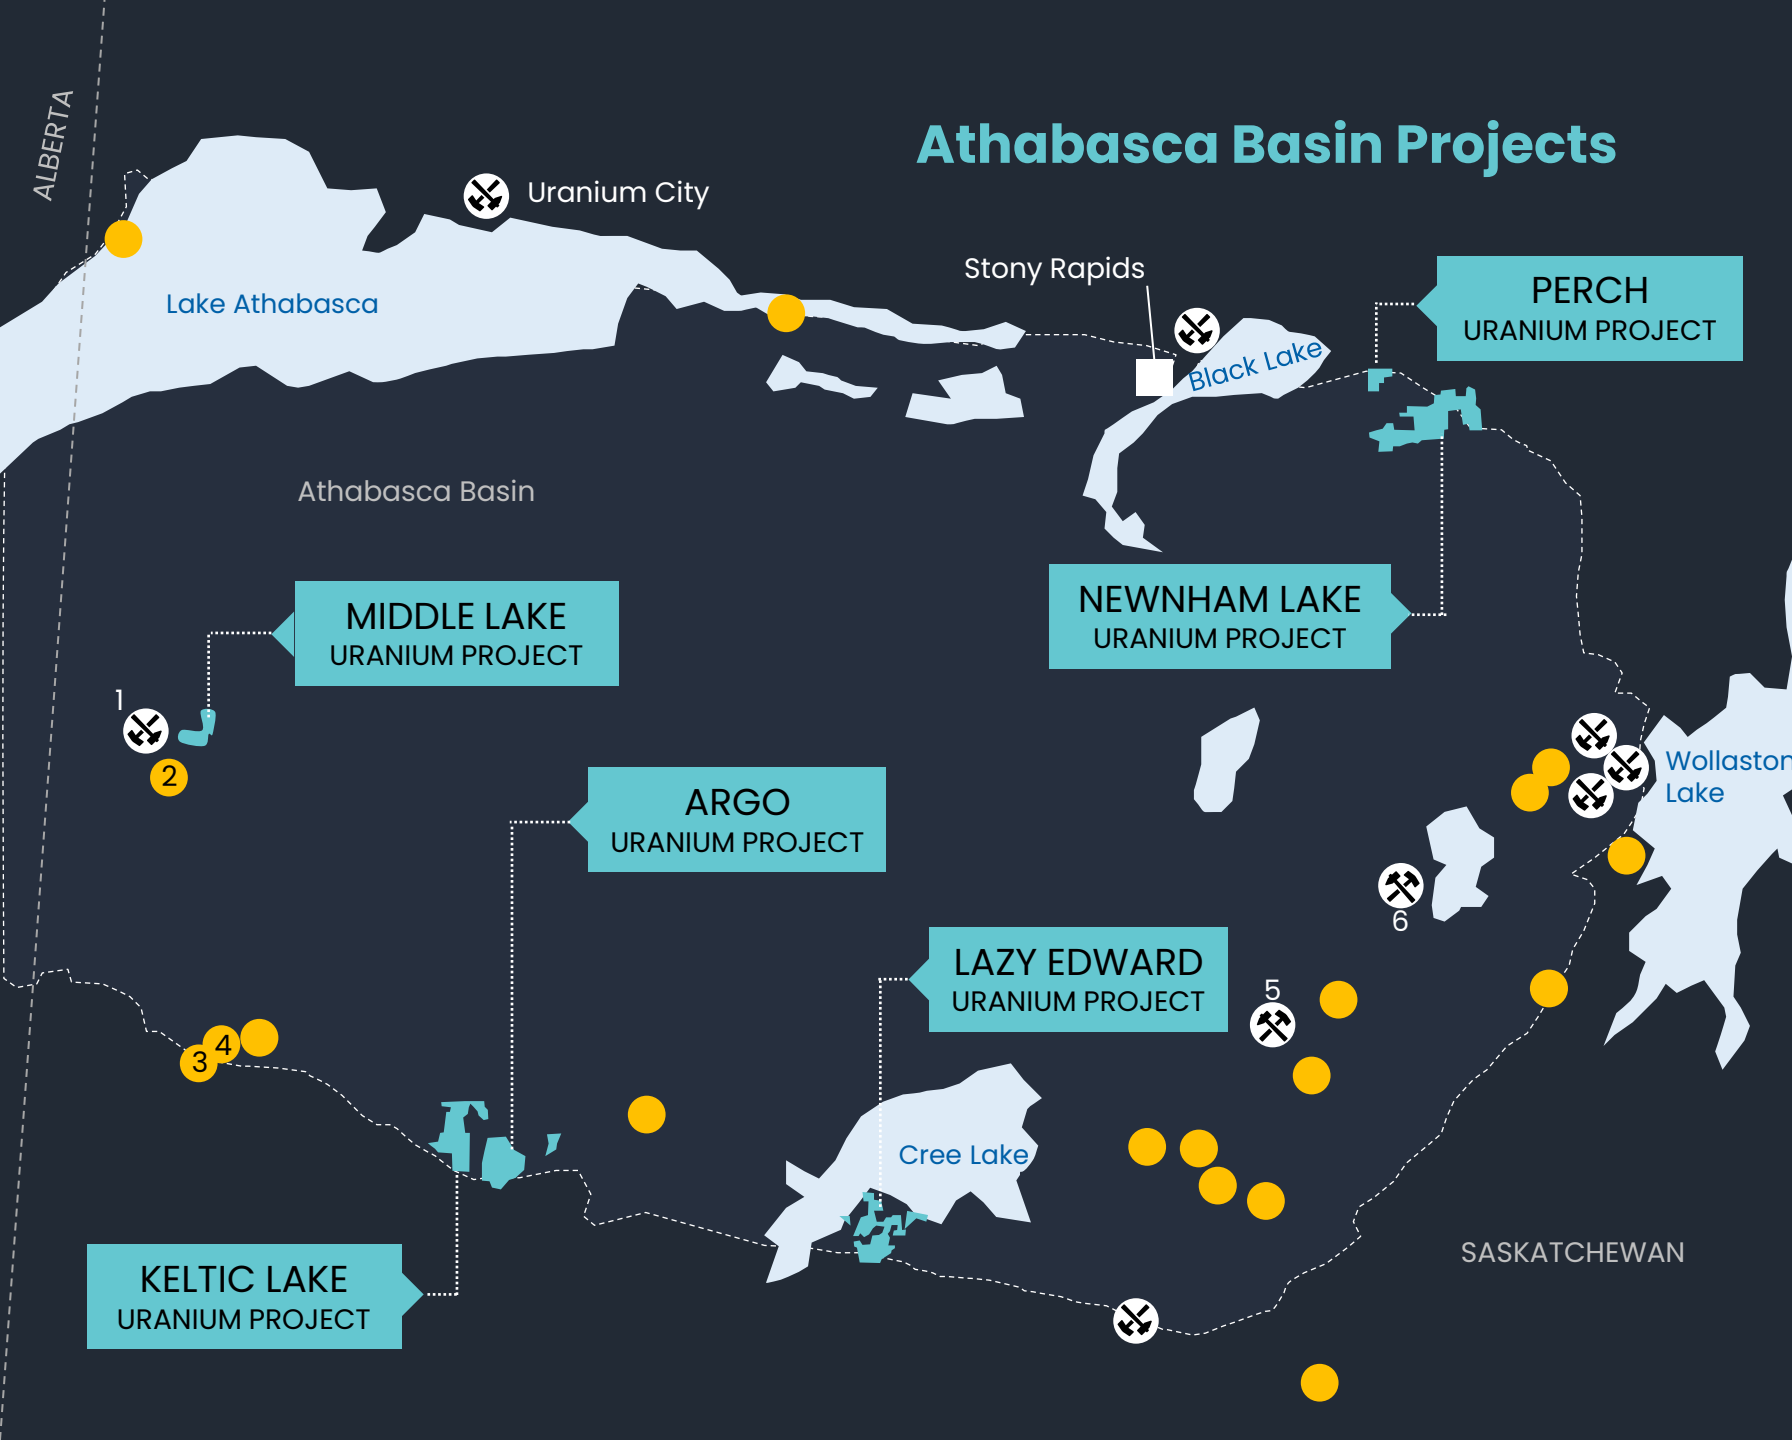 ALBERTA
Athabasca Basin Projects
Uranium City
Stony Rapids
PERCH
URANIUM PROJECT
Lake Athabasca
Black Lake
Athabasca Basin
MIDDLE LAKE
URANIUM PROJECT
NEWNHAM LAKE
URANIUM PROJECT
1
2
Wollaston
Lake
ARGO
URANIUM PROJECT
6
LAZY EDWARD
URANIUM PROJECT
5
4
3
Cree Lake
SASKATCHEWAN
KELTIC LAKE
URANIUM PROJECT